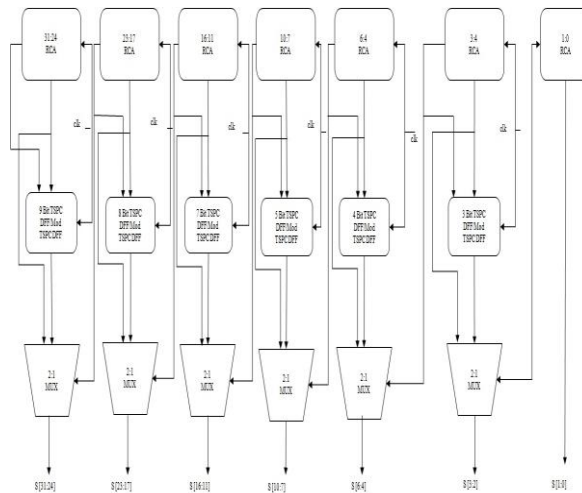 31:24
RCA
23:17
RCA
16:11
RCA
10:7
RCA
6:4
RCA
3:4
RCA
1:0
RCA
clk
clk
clk
clk
clk
clk
9 Bit TSPC
DFF/Mod
TSPC DFF
8 Bit TSPC
DFF/Mod
TSPC DFF
7 Bit TSPC
DFF/Mod
TSPC DFF
5 Bit TSPC
DFF/Mod
TSPC DFF
4 Bit TSPC
DFF/Mod
TSPC DFF
3 Bit TSPC
DFF/Mod
TSPC DFF
2:1
MUX
2:1
MUX
2:1
MUX
2:1
MUX
2:1
MUX
2:1
MUX
S [31:24]
S [23:17]
S [16:11]
S [10:7]
S [6:4]
S [3:2]
S [1:0]